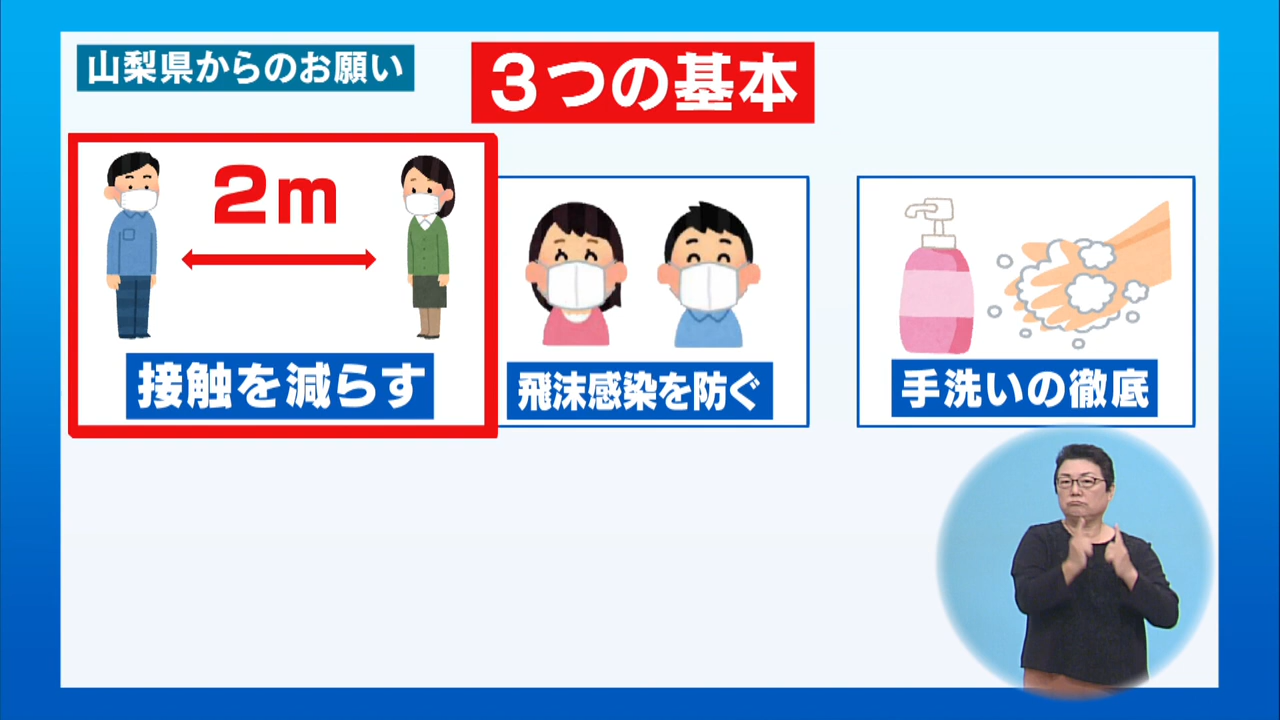 山梨県からのお願い
３つの基本
2m
接触を減らす
飛沫感染を防ぐ
手洗いの徹底